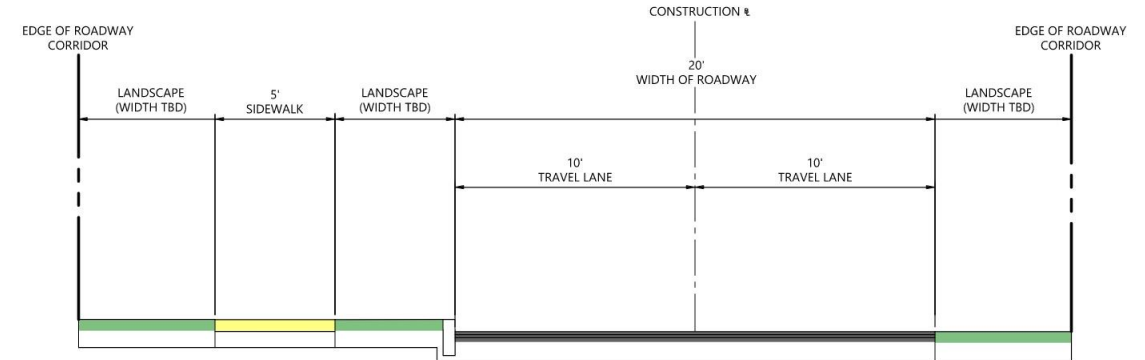 CONSTRUCTION ℄
EDGE OF ROADWAY
CORRIDOR
EDGE OF ROADWAY
CORRIDOR
20'
WIDTH OF ROADWAY
LANDSCAPE
(WIDTH TBD)
5'
SIDEWALK
LANDSCAPE
(WIDTH TBD)
LANDSCAPE
(WIDTH TBD)
10'
TRAVEL LANE
10'
TRAVEL LANE